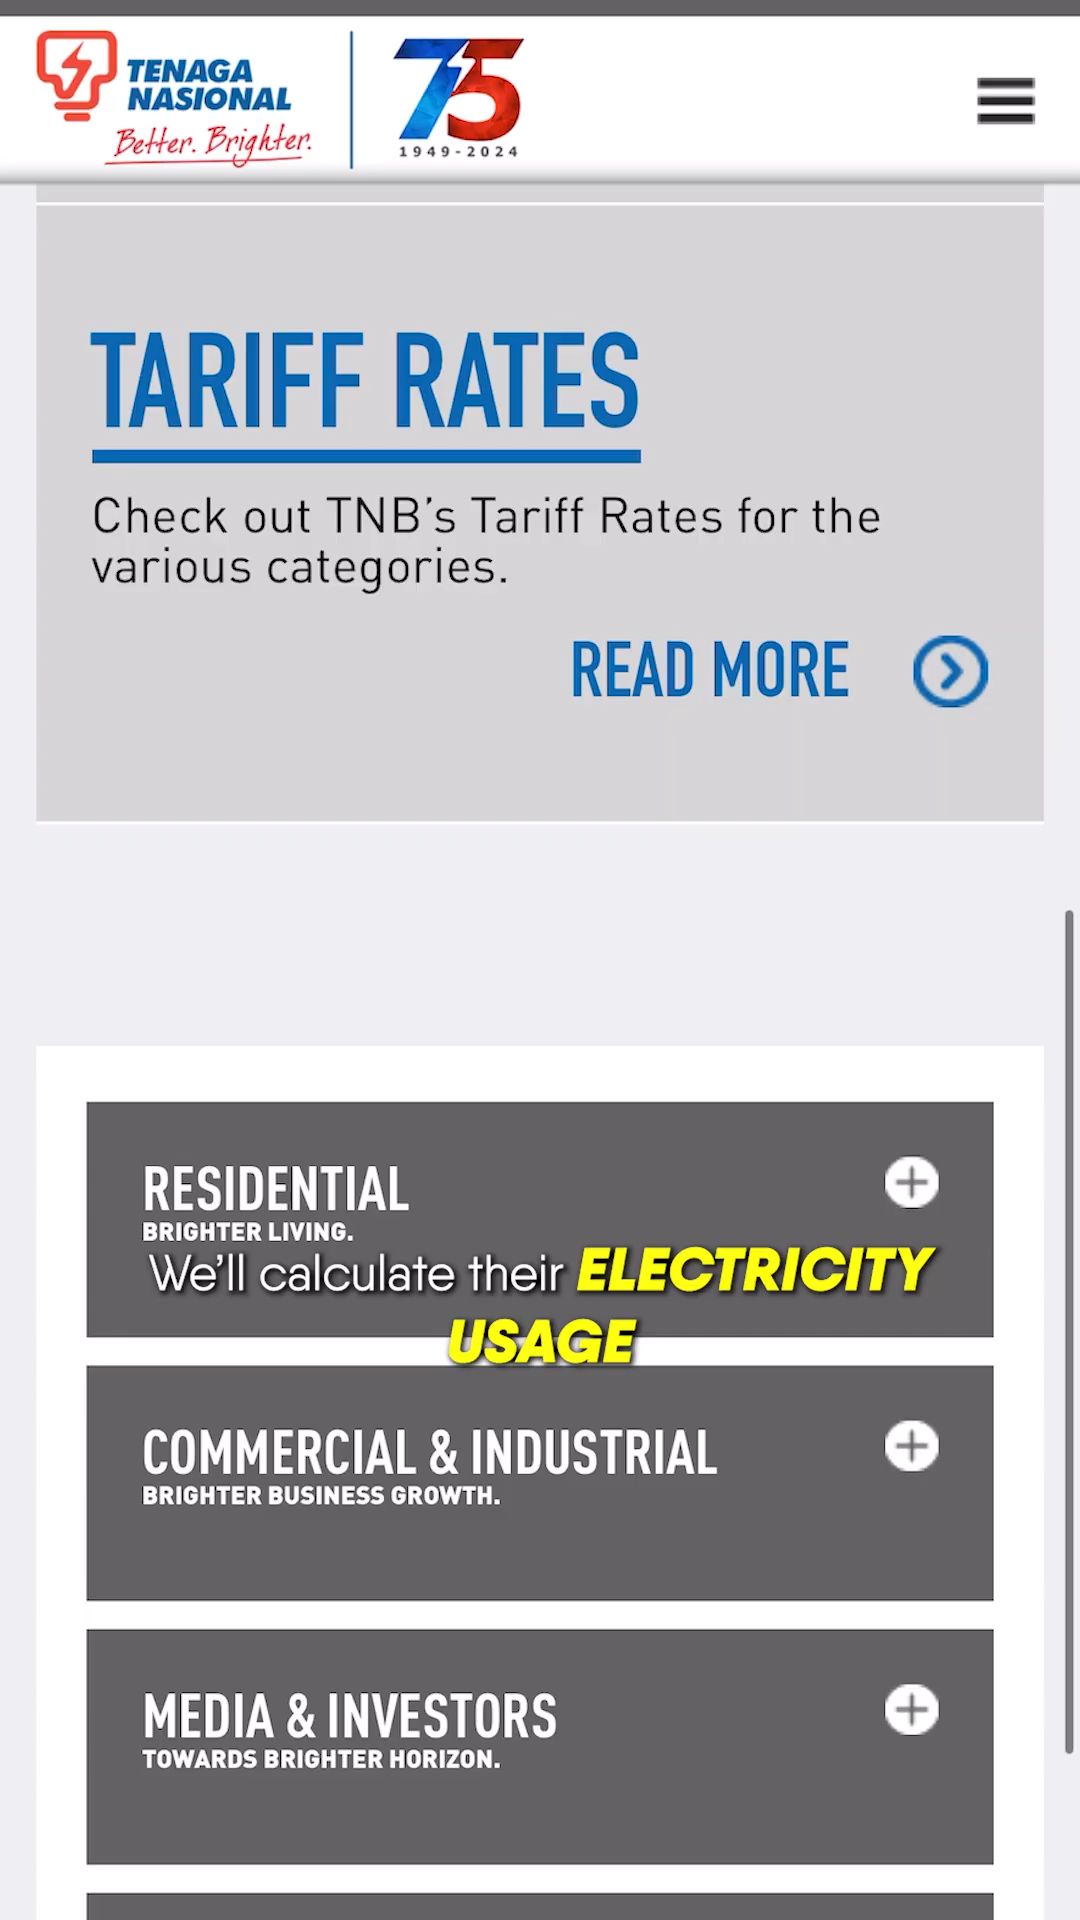 TENAGA
NASIONAL
Better. Brighter.
75
1949-2024
TARIFF RATES
Check out TNB’s Tariff Rates for the
various categories.
READ MORE
RESIDENTIAL
BRIGHTER LIVING.
We’ll calculate their ELECTRICITY
USAGE
COMMERCIAL & INDUSTRIAL
BRIGHTER BUSINESS GROWTH.
MEDIA & INVESTORS
TOWARDS BRIGHTER HORIZON.